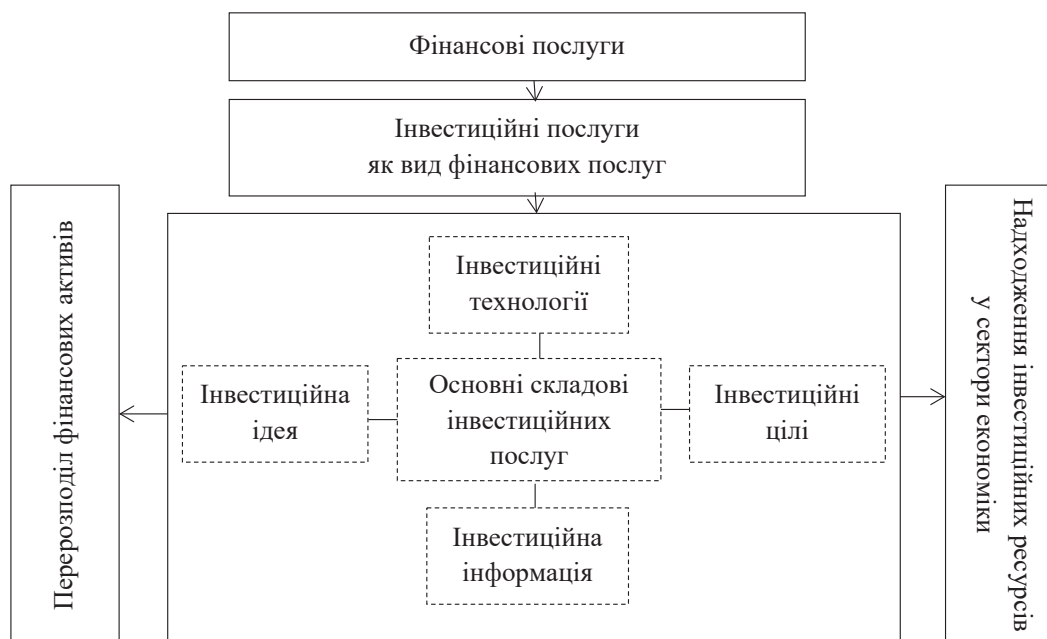 Фінансові послуги
Інвестиційні послуги
як вид фінансових послуг
Перерозподіл фінансових активів
Інвестиційні
технології
Інвестиційна
ідея
Основні складові
інвестиційних
послуг
Інвестиційні
цілі
Інвестиційна
інформація
Надходження інвестиційних ресурсів
у сектори економіки